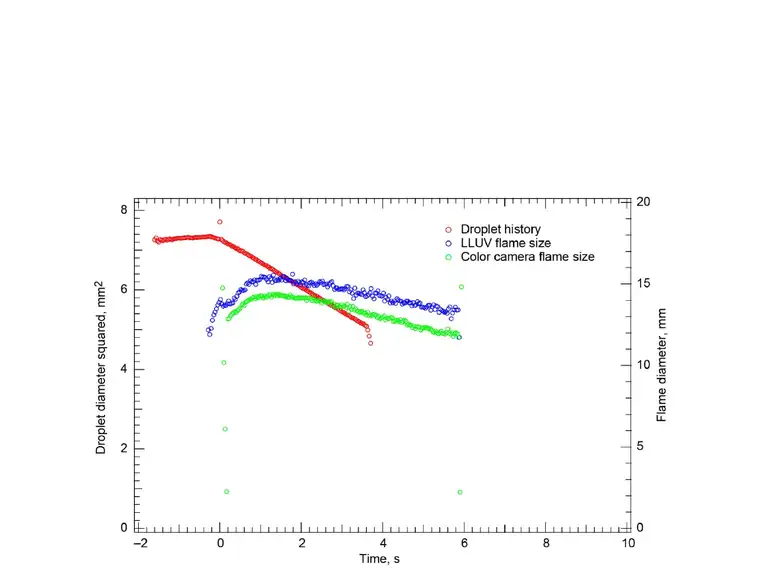 8
6
4
2
0
Droplet diameter squared, mm2
20
15
10
5
0
Flame diameter, mm
Droplet history
LLUV flame size
Color camera flame size
–2 0 2 4 6 8 10
Time, s